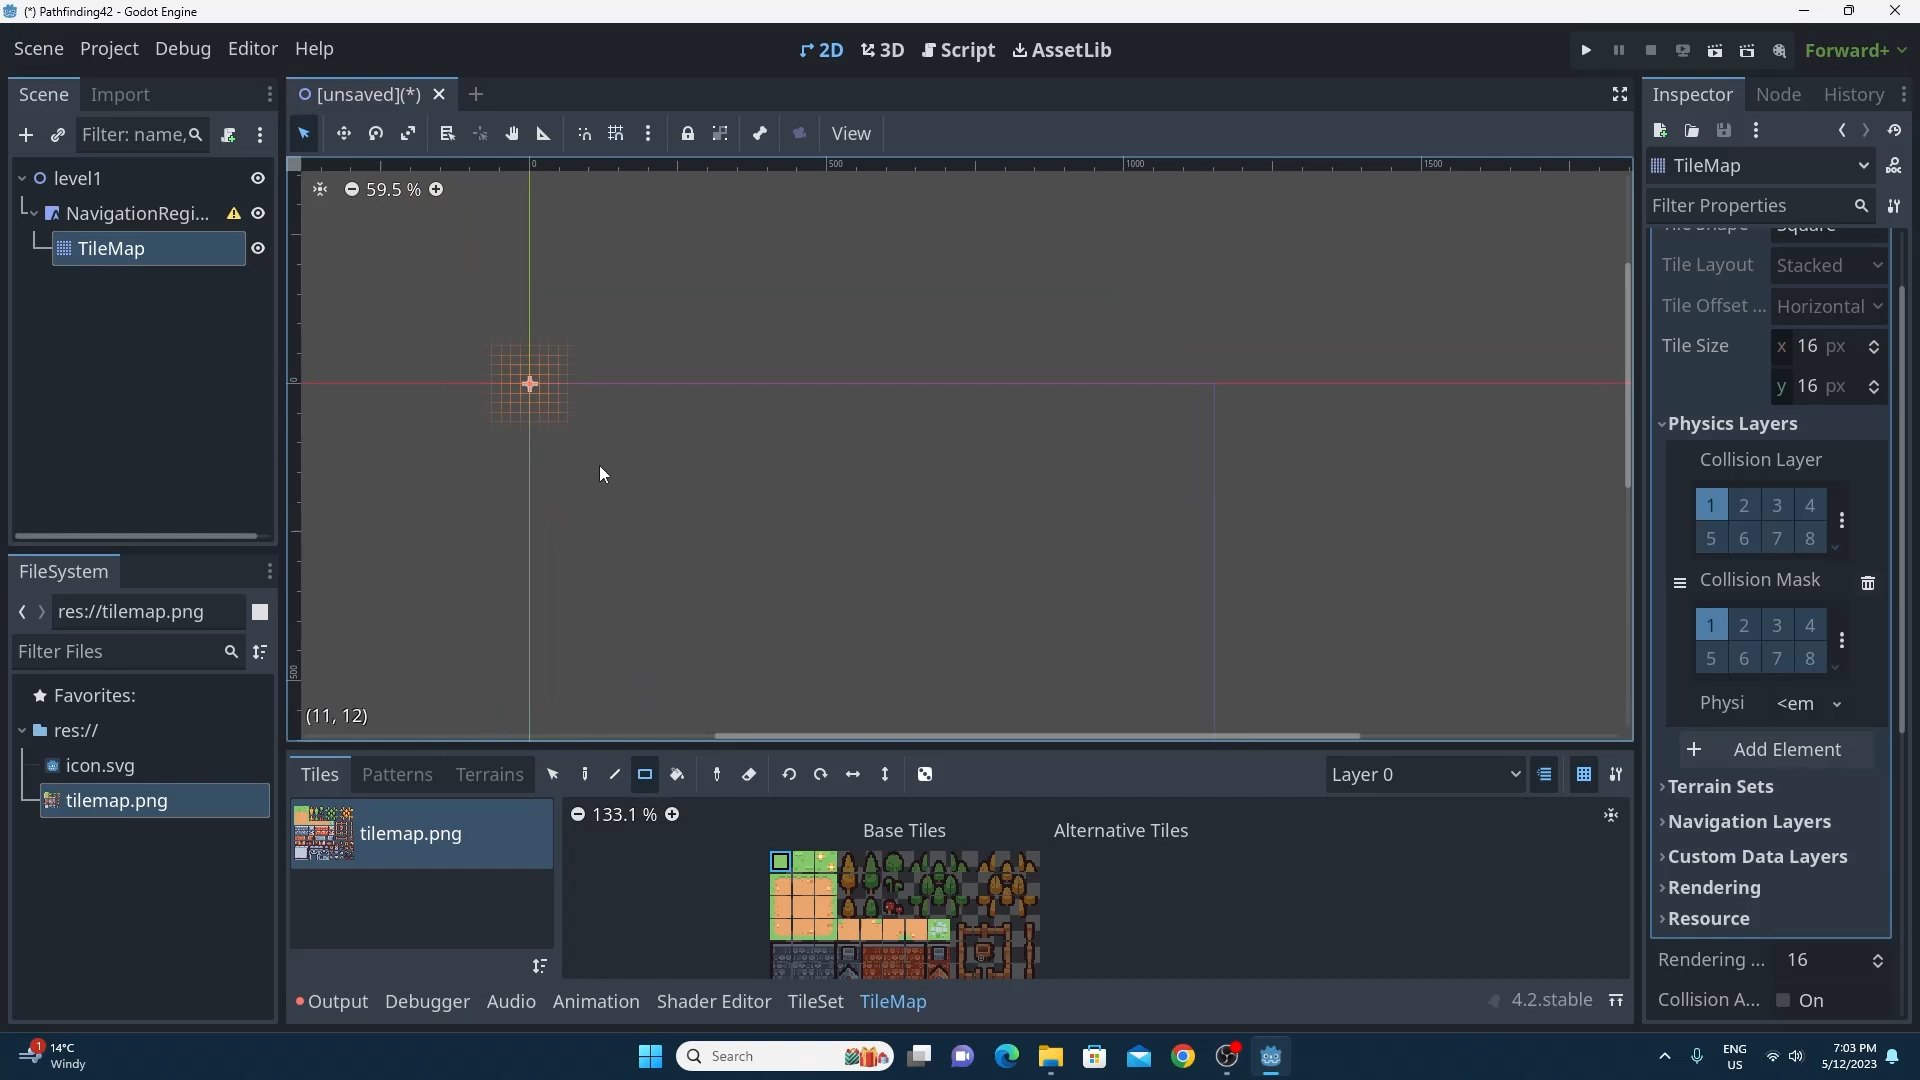 (*) Pathfinding42 - Godot Engine
Scene Project Debug Editor Help
2D 3D Script AssetLib
Forward+
Scene Import
[unsaved](*)
Inspector Node History
Filter: name,
View
TileMap
Filter Properties
level1
NavigationRegi...
TileMap
0 500 1000 1500
59.5 %
0
500
(11, 12)
Tile Layout Stacked
Tile Offset ... Horizontal
Tile Size x 16 px
y 16 px
Physics Layers
Collision Layer
1 2 3 4
5 6 7 8
Collision Mask
1 2 3 4
5 6 7 8
Physi <em
Add Element
Terrain Sets
Navigation Layers
Custom Data Layers
Rendering
Resource
Rendering ... 16
Collision A... On
FileSystem
res://tilemap.png
Filter Files
Favorites:
res://
icon.svg
tilemap.png
Tiles Patterns Terrains
Layer 0
tilemap.png
133.1 %
Base Tiles
Alternative Tiles
Output Debugger Audio Animation Shader Editor TileSet TileMap
4.2.stable
1
14°C
Windy
Search
ENG
US
7:03 PM
5/12/2023